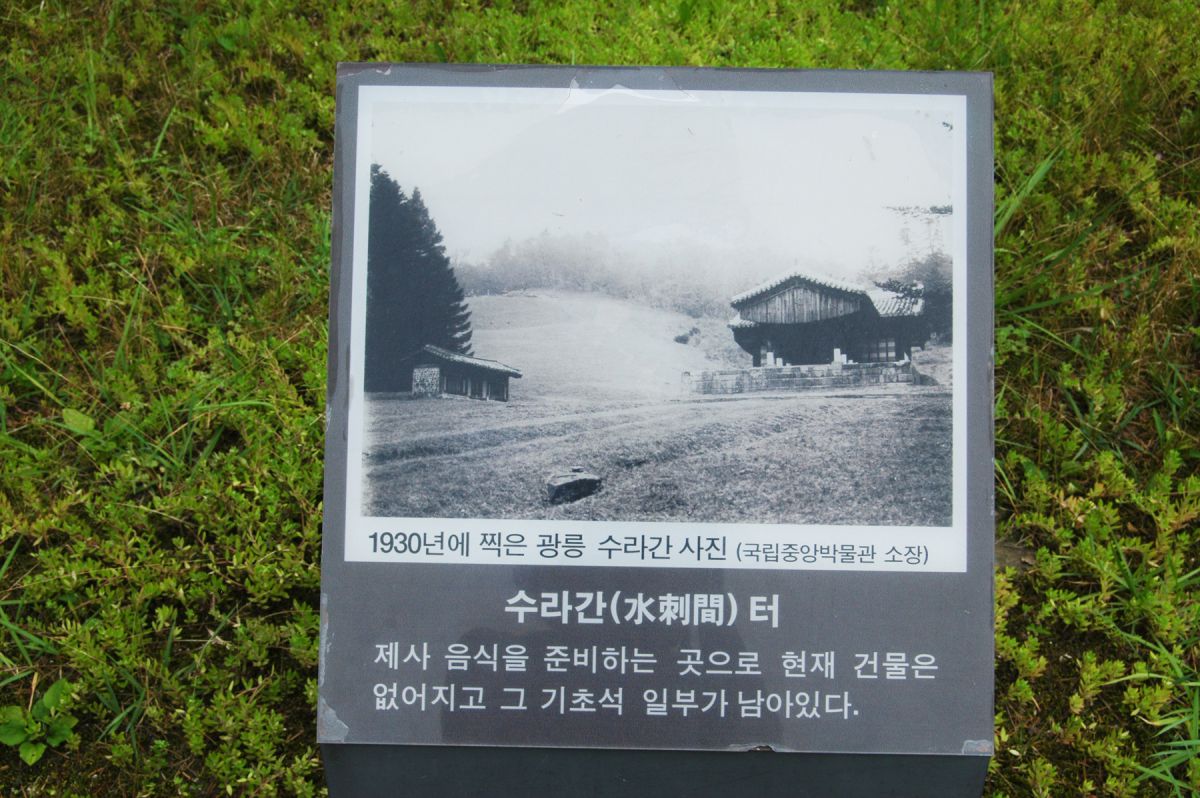 1930년에 찍은 광릉 수라간 사진 (국립중앙박물관 소장)
수라간(水刺間) 터
제사 음식을 준비하는 곳으로 현재 건물은
없어지고 그 기초석 일부가 남아있다.